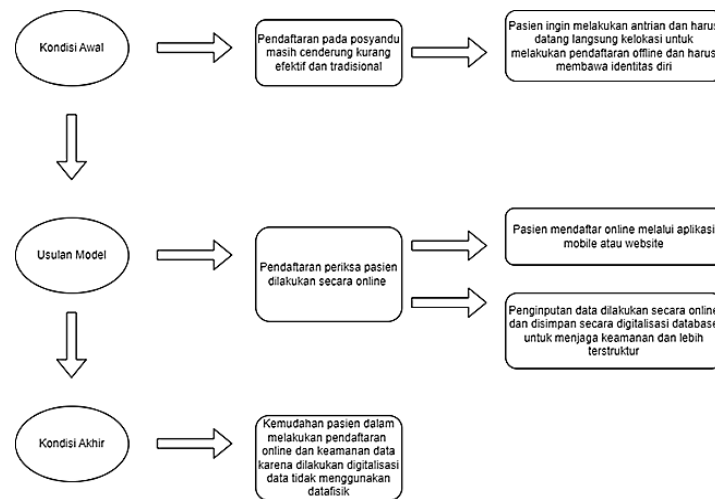 Kondisi Awal
Pendaftaran pada posyandu
masih cenderung kurang
efektif dan tradisional
Pasien ingin melakukan antrian dan harus
datang langsung kelokasi untuk
melakukan pendaftaran offline dan harus
membawa identitas diri
Usulan Model
Pendaftaran periksa pasien
dilakukan secara online
Pasien mendaftar online melalui aplikasi
mobile atau website
Penginputan data dilakukan secara online
dan disimpan secara digitalisasi database
untuk menjaga keamanan dan lebih
terstruktur
Kondisi Akhir
Kemudahan pasien dalam
melakukan pendaftaran
online dan keamanan data
karena dilakukan digitalisasi
data tidak menggunakan
datafisik